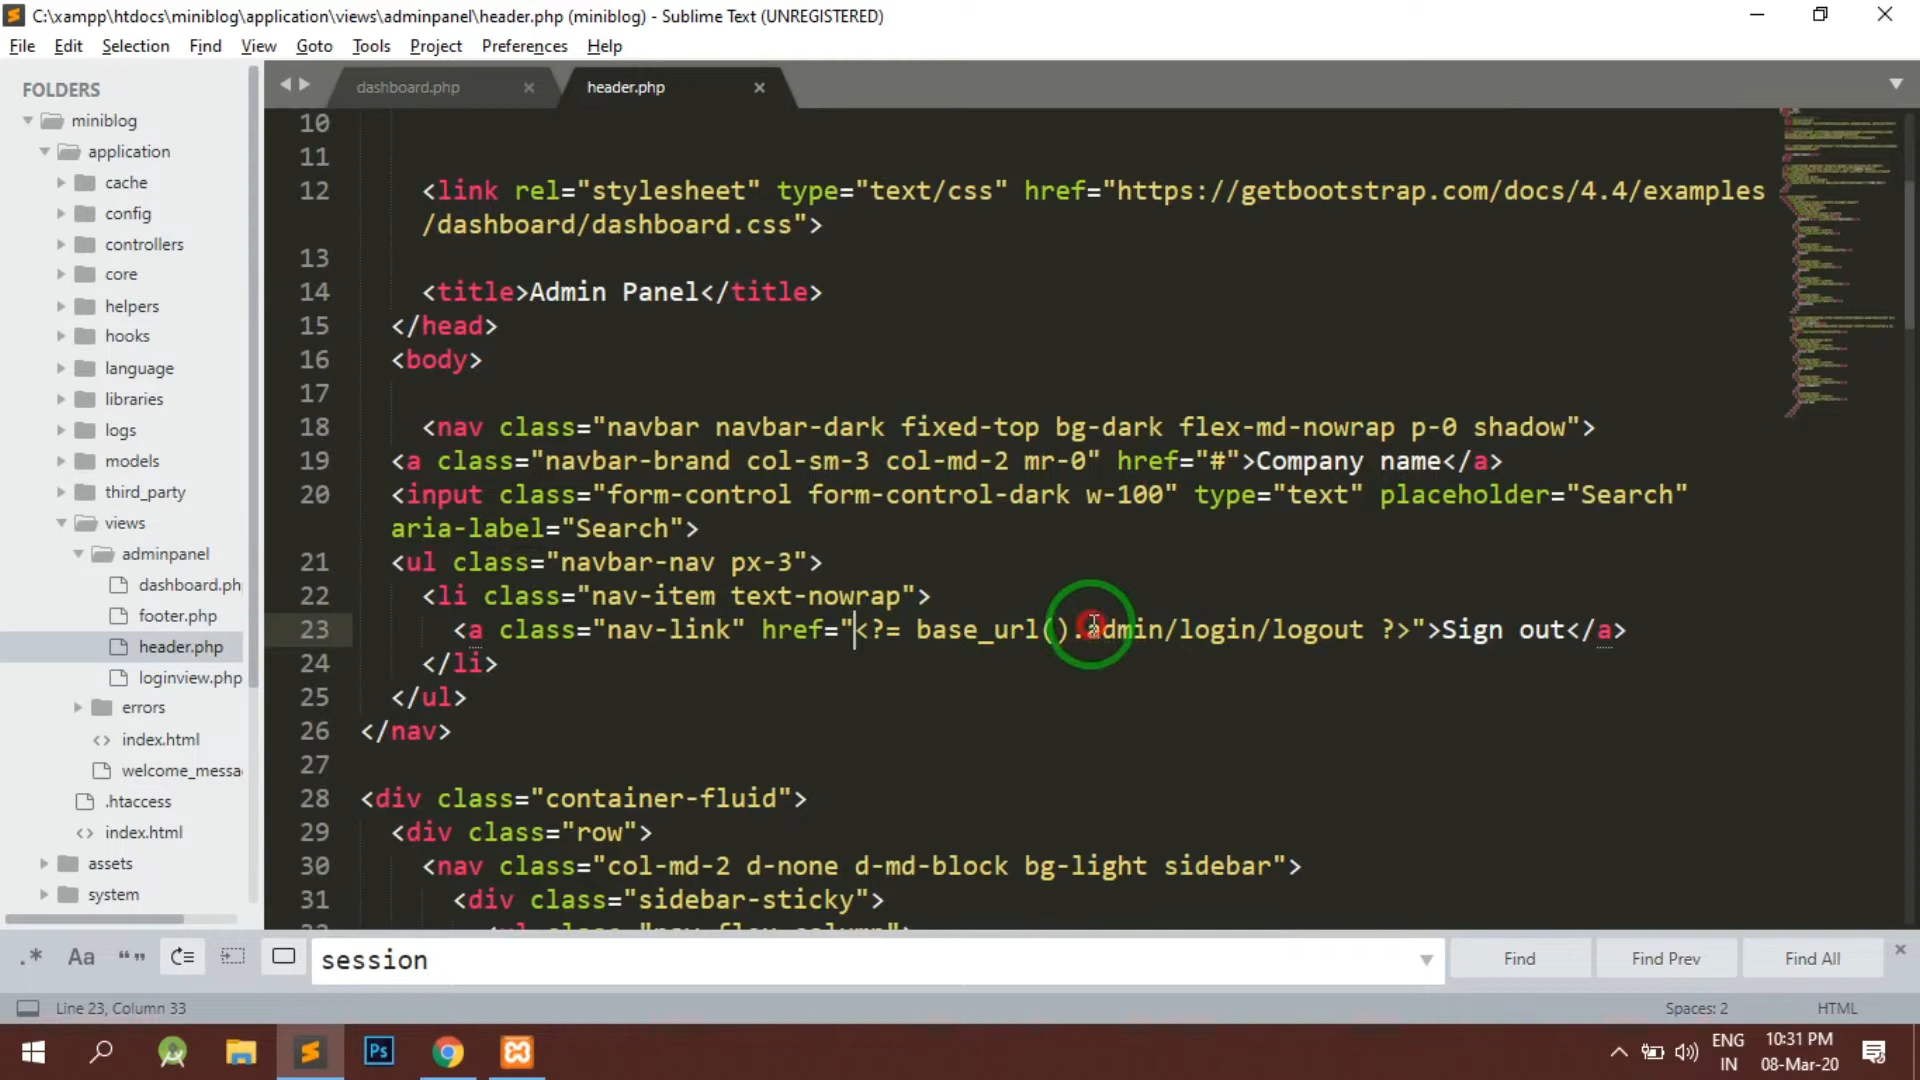 C:\xampp\htdocs\miniblog\application\views\adminpanel\header.php (miniblog) - Sublime Text (UNREGISTERED)
File Edit Selection Find View Goto Tools Project Preferences Help
FOLDERS
miniblog
application
cache
config
controllers
core
helpers
hooks
language
libraries
logs
models
third_party
views
adminpanel
dashboard.ph
footer.php
header.php
loginview.php
errors
index.html
welcome_messa
.htaccess
index.html
assets
system
dashboard.php
header.php
10
11
12 <link rel="stylesheet" type="text/css" href="https://getbootstrap.com/docs/4.4/examples
/dashboard/dashboard.css">
13
14 <title>Admin Panel</title>
15 </head>
16 <body>
17
18 <nav class="navbar navbar-dark fixed-top bg-dark flex-md-nowrap p-0 shadow">
19 <a class="navbar-brand col-sm-3 col-md-2 mr-0" href="#">Company name</a>
20 <input class="form-control form-control-dark w-100" type="text" placeholder="Search"
aria-label="Search">
21 <ul class="navbar-nav px-3">
22 <li class="nav-item text-nowrap">
23 <a class="nav-link" href="<?= base_url().admin/login/logout ?>">Sign out</a>
24 </li>
25 </ul>
26 </nav>
27
28 <div class="container-fluid">
29 <div class="row">
30 <nav class="col-md-2 d-none d-md-block bg-light sidebar">
31 <div class="sidebar-sticky">
.* Aa “” session Find Find Prev Find All
Line 23, Column 33 Spaces: 2 HTML
Ps
ENG
IN
10:31 PM
08-Mar-20